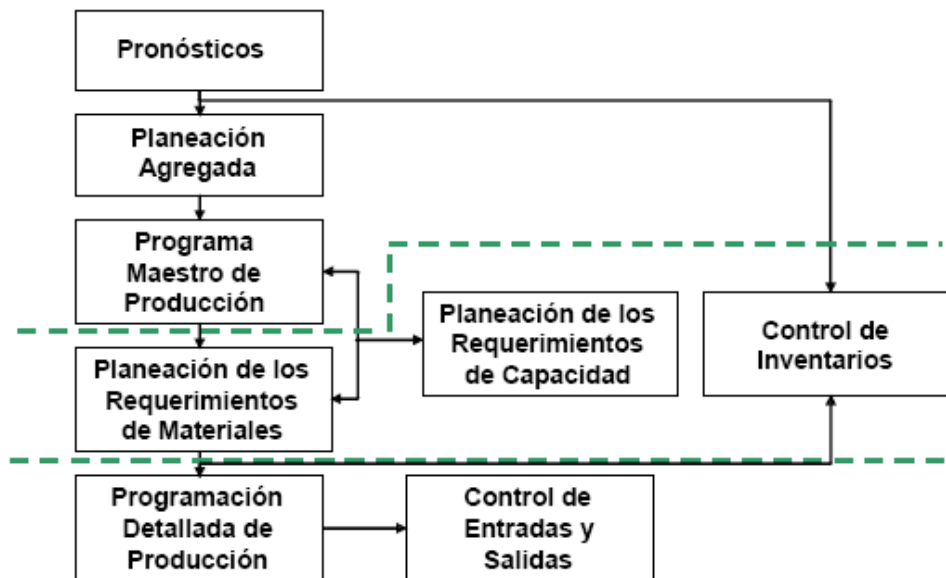 Pronósticos
Planeación
Agregada
Programa
Maestro de
Producción
Planeación de los
Requerimientos
de Capacidad
Control de
Inventarios
Planeación de los
Requerimientos
de Materiales
Programación
Detallada de
Producción
Control de
Entradas y
Salidas